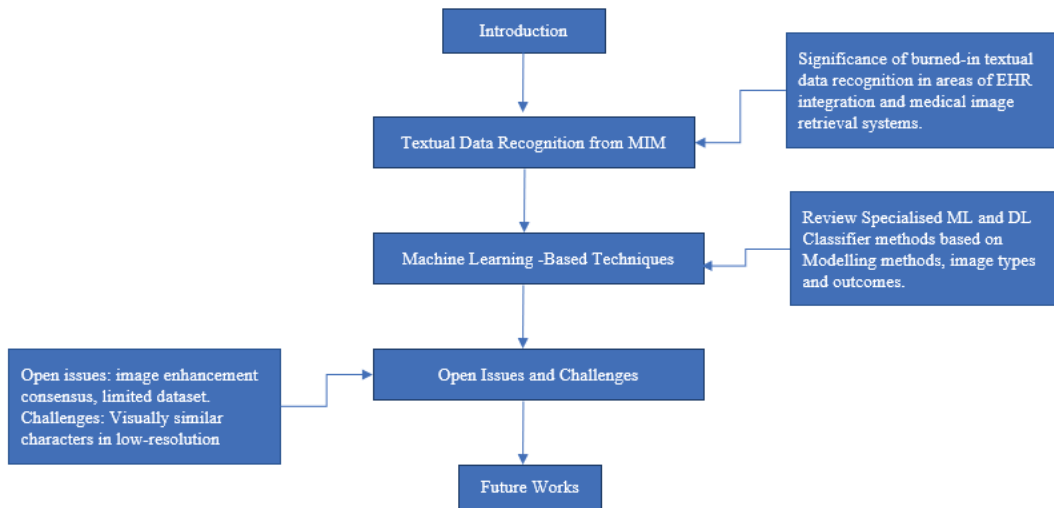 Introduction
Significance of burned-in textual
data recognition in areas of EHR
integration and medical image
retrieval systems.
Textual Data Recognition from MIM
Review Specialised ML and DL
Classifier methods based on
Modelling methods, image types
and outcomes.
Machine Learning -Based Techniques
Open issues: image enhancement
consensus, limited dataset.
Challenges: Visually similar
characters in low-resolution
Open Issues and Challenges
Future Works